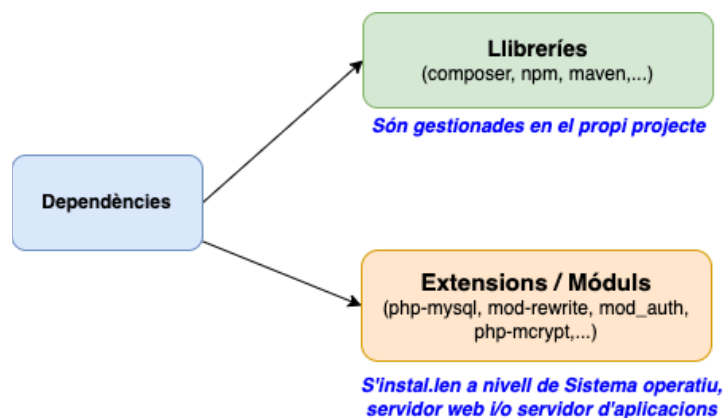 Llibreríes
(composer, npm, maven,...)
Són gestionades en el propi projecte
Dependències
Extensions / Móduls
(php-mysql, mod-rewrite, mod_auth,
php-mcrypt,...)
S'instal.len a nivell de Sistema operatiu,
servidor web i/o servidor d'aplicacions